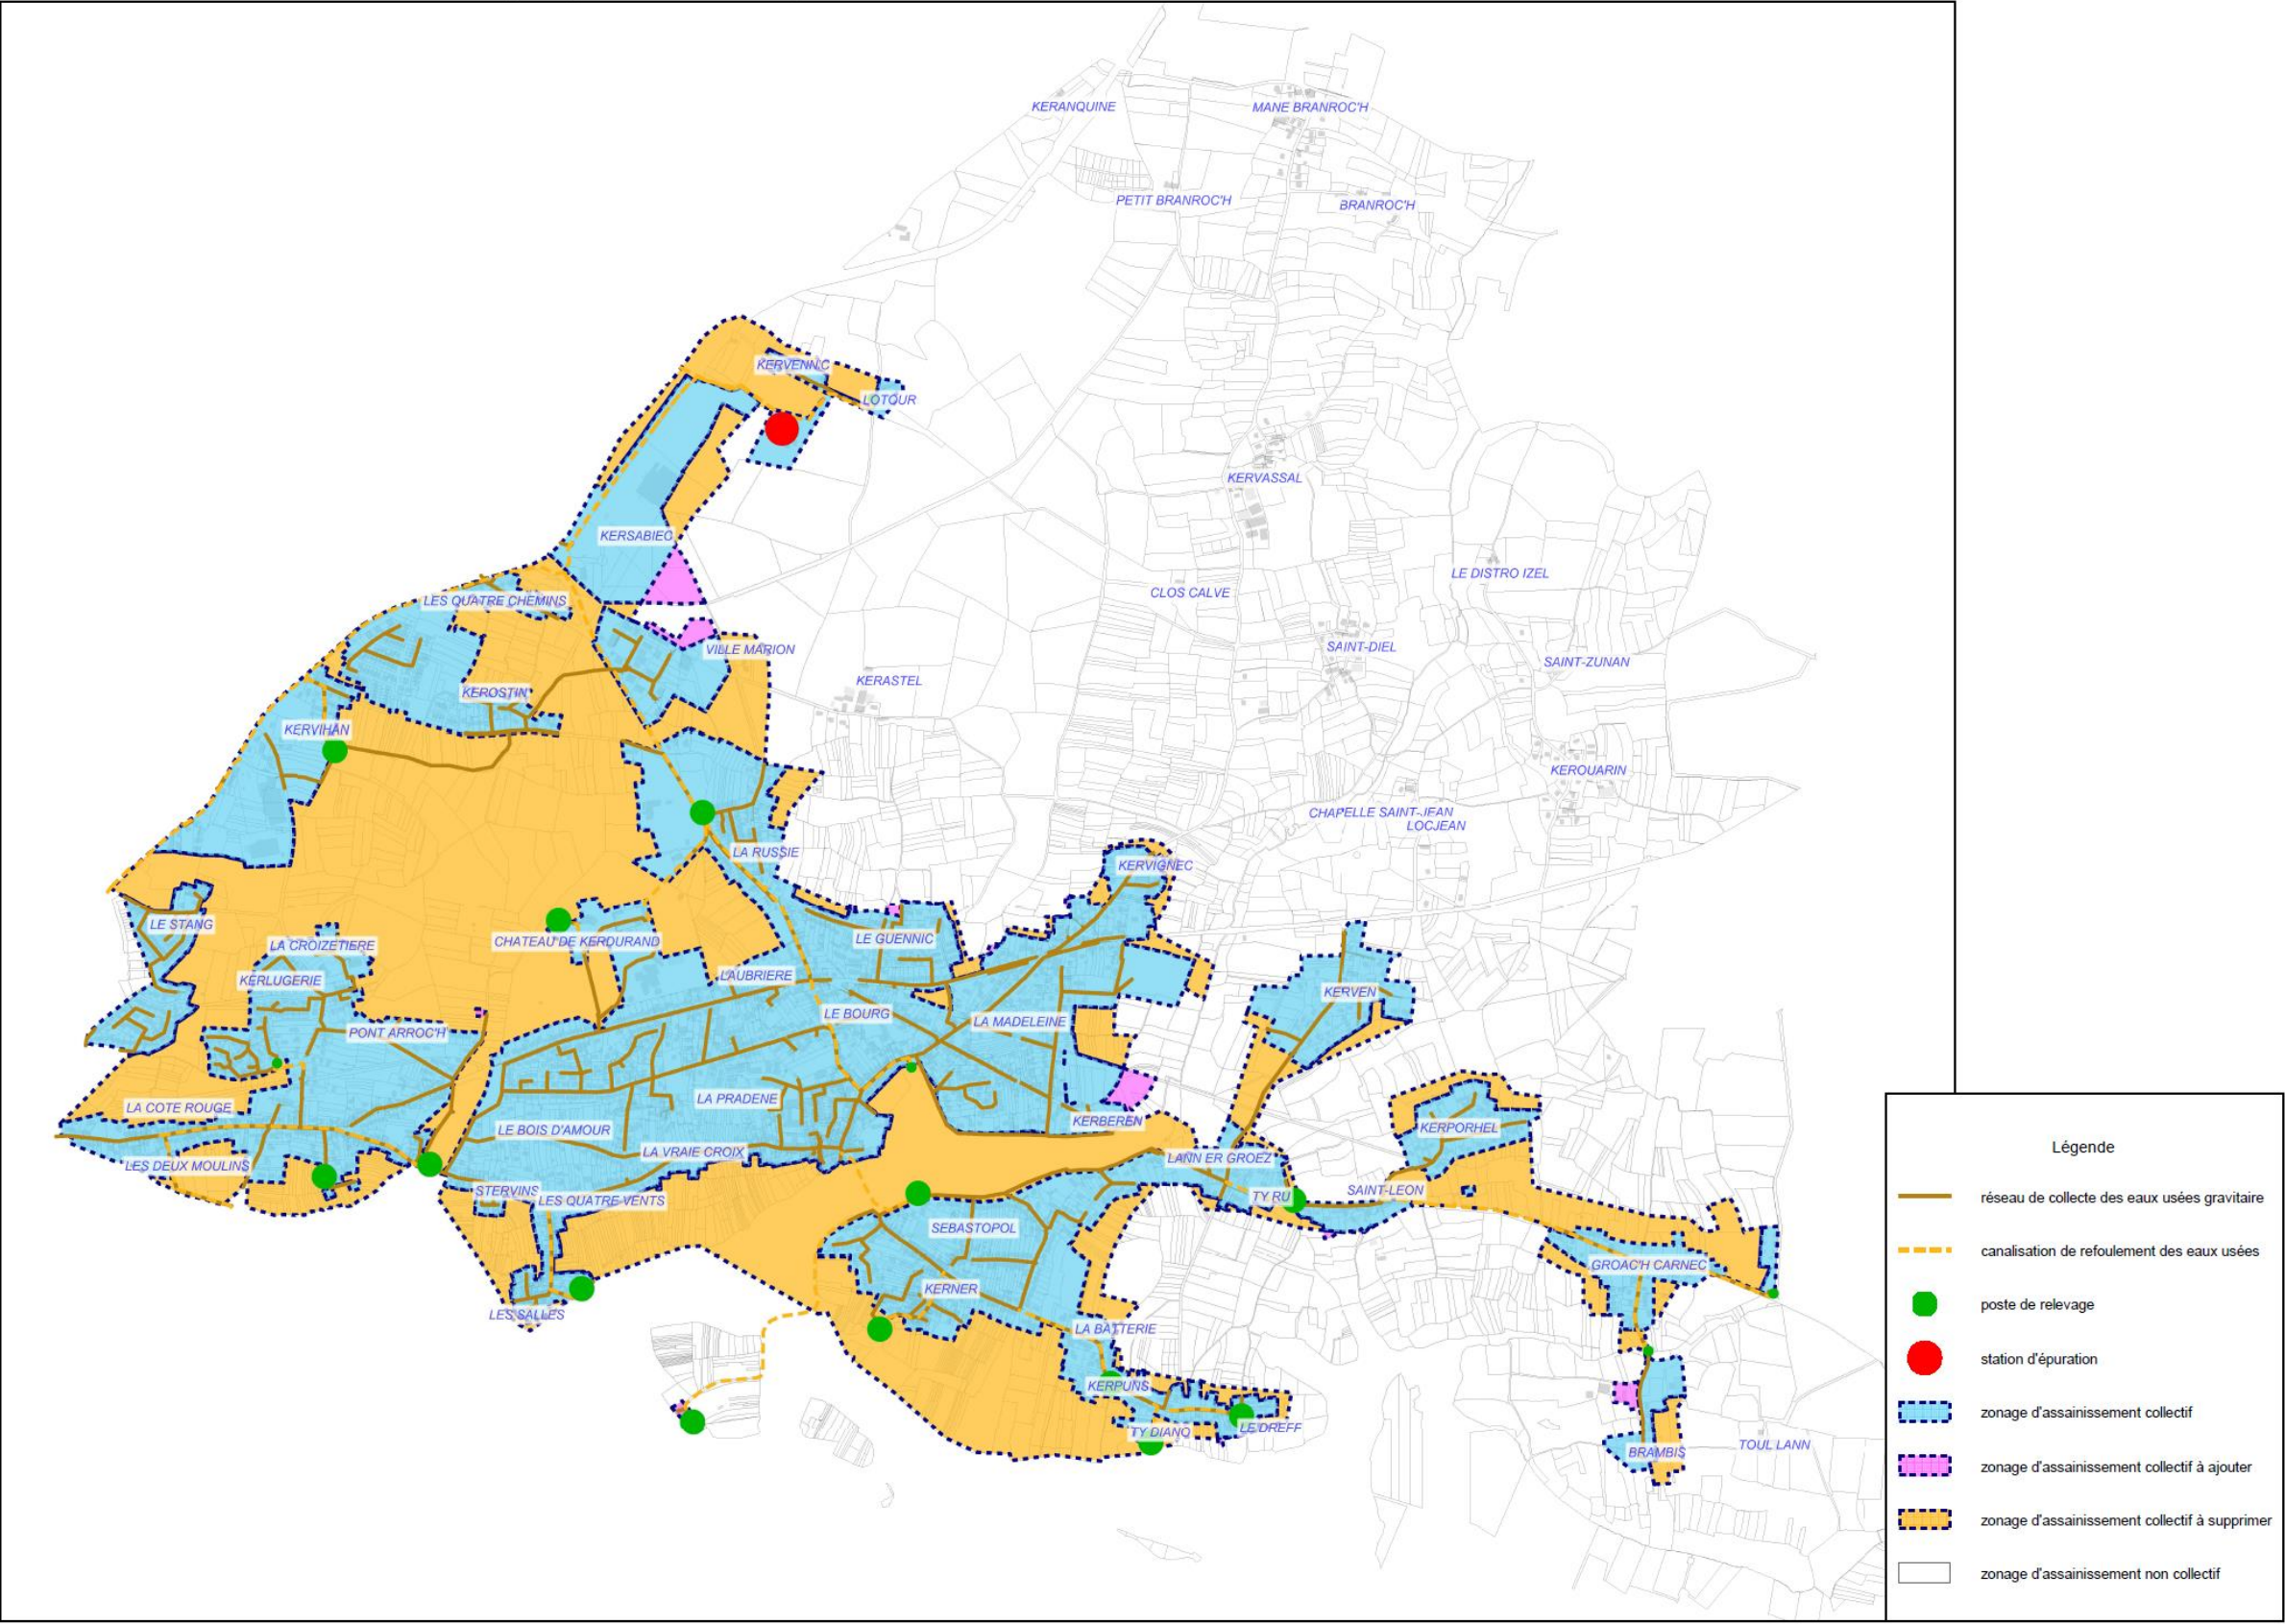 KERANQUINE
MANE BRANROC'H
PETIT BRANROC'H
BRANROC'H
KERVENN.C
LOTOUR
KERVASSAL
KERSABIEC
LE DISTRO IZEL
CLOS CALVE
LES QUATRE CHEMINS
SAINT-DIEL
VILLE MARION
SAINT-ZUNAN
KERASTEL
KEROSTIN
KERVIHAN
KEROUARIN
CHAPELLE SAINT-JEAN
LOCJEAN
LA RUSSIE
KERVIGNEC
LE STANG
LA CROIZETIERE
CHATEAU DE KERDURAND
LE GUENNIC
LAUBRIERE
KERLUGERIE
KERVEN
LE BOURG
LA MADELEINE
PONT ARROC'H
LA PRADENE
LA COTE ROUGE
KERBEREN
LE BOIS D'AMOUR
KERPORHEL
LA VRAIE CROIX
LANN ER GROEZ
LES DEUX MOULINS
STERVINS
SAINT-LEON
TY RU
LES QUATRE VENTS
SEBASTOPOL
GROAC'H CARNEC
KERNER
LES SALLES
LA BATTERIE
KERPUNS
LE DREFF
TY DIANO
TOUL LANN
BRAMBIS
Légende
réseau de collecte des eaux usées gravitaire
canalisation de refoulement des eaux usées
poste de relevage
station d'épuration
zonage d'assainissement collectif
zonage d'assainissement collectif à ajouter
zonage d'assainissement collectif à supprimer
zonage d'assainissement non collectif